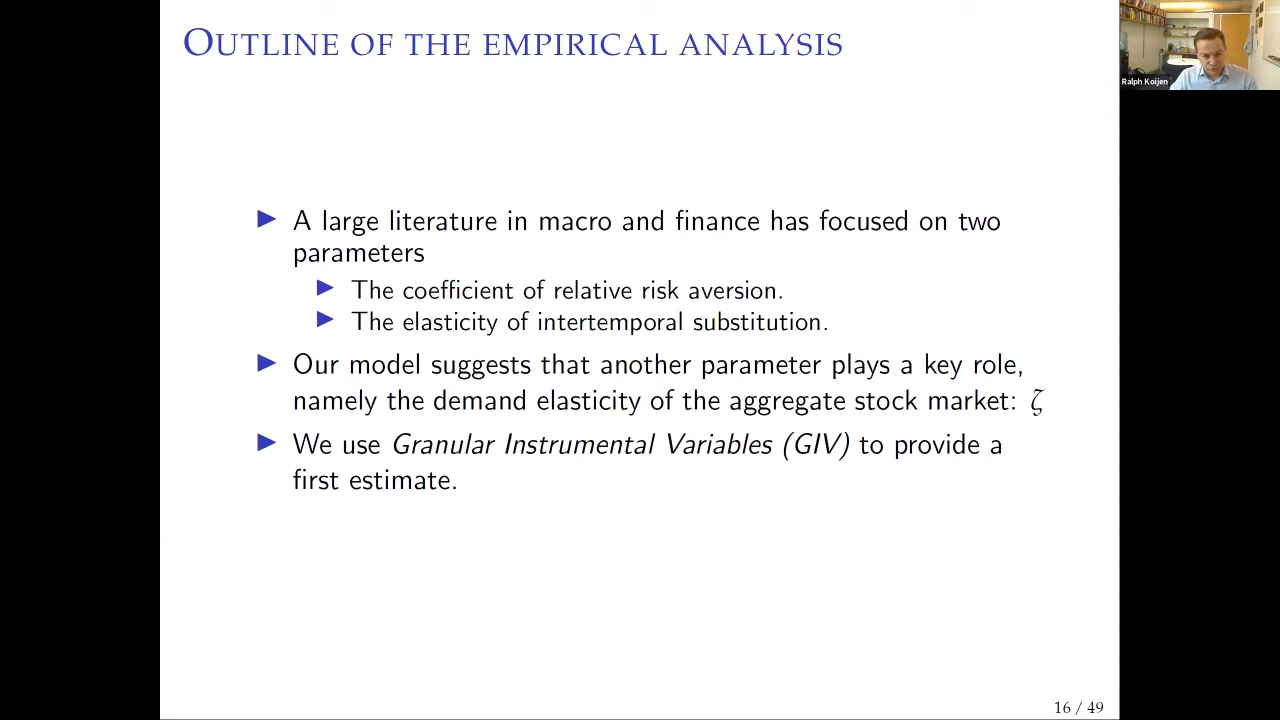 OUTLINE OF THE EMPIRICAL ANALYSIS
Ralph Koijen
A large literature in macro and finance has focused on two
parameters
The coefficient of relative risk aversion.
The elasticity of intertemporal substitution.
Our model suggests that another parameter plays a key role,
namely the demand elasticity of the aggregate stock market: ζ
We use Granular Instrumental Variables (GIV) to provide a
first estimate.
16 / 49